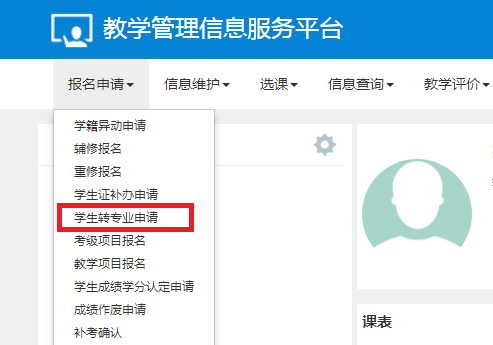 教学管理信息服务平台
报名申请 信息维护 选课 信息查询 教学评价
学籍异动申请
辅修报名
重修报名
学生证补办申请
学生转专业申请
考级项目报名
教学项目报名
学生成绩学分认定申请
成绩作废申请
补考确认
课表